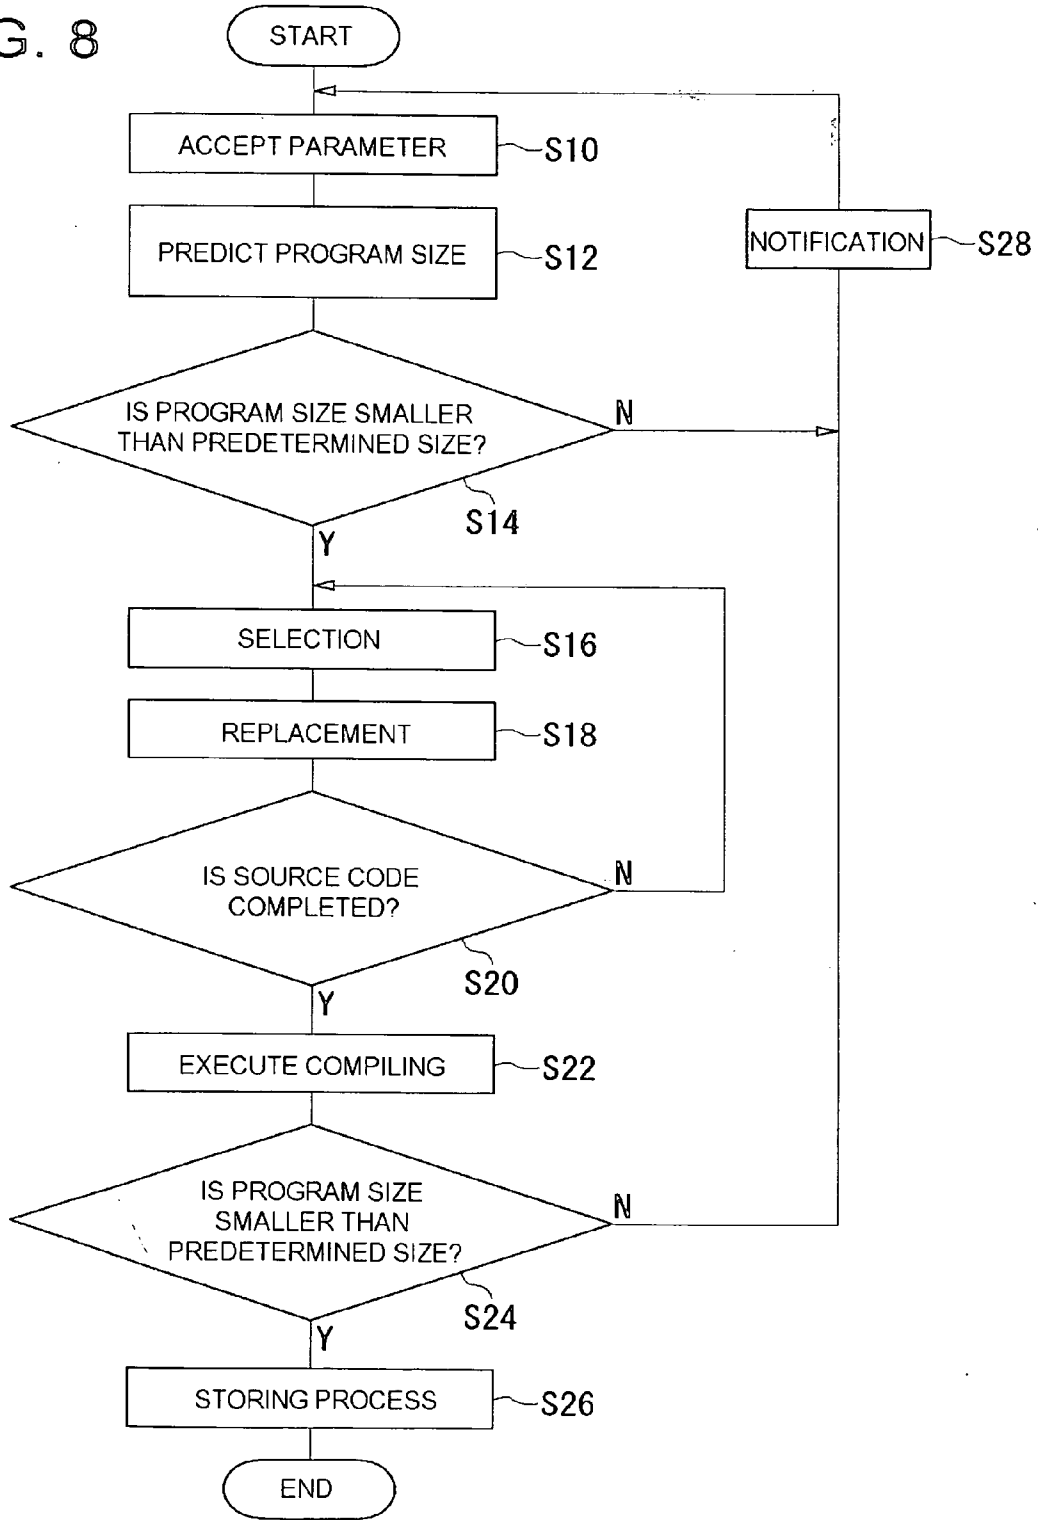 G. 8
START
ACCEPT PARAMETER
S10
PREDICT PROGRAM SIZE
S12
NOTIFICATION
S28
IS PROGRAM SIZE SMALLER
THAN PREDETERMINED SIZE?
N
S14
Y
SELECTION
S16
REPLACEMENT
S18
IS SOURCE CODE
COMPLETED?
N
S20
Y
EXECUTE COMPILING
S22
IS PROGRAM SIZE
SMALLER THAN
PREDETERMINED SIZE?
N
S24
Y
STORING PROCESS
S26
END